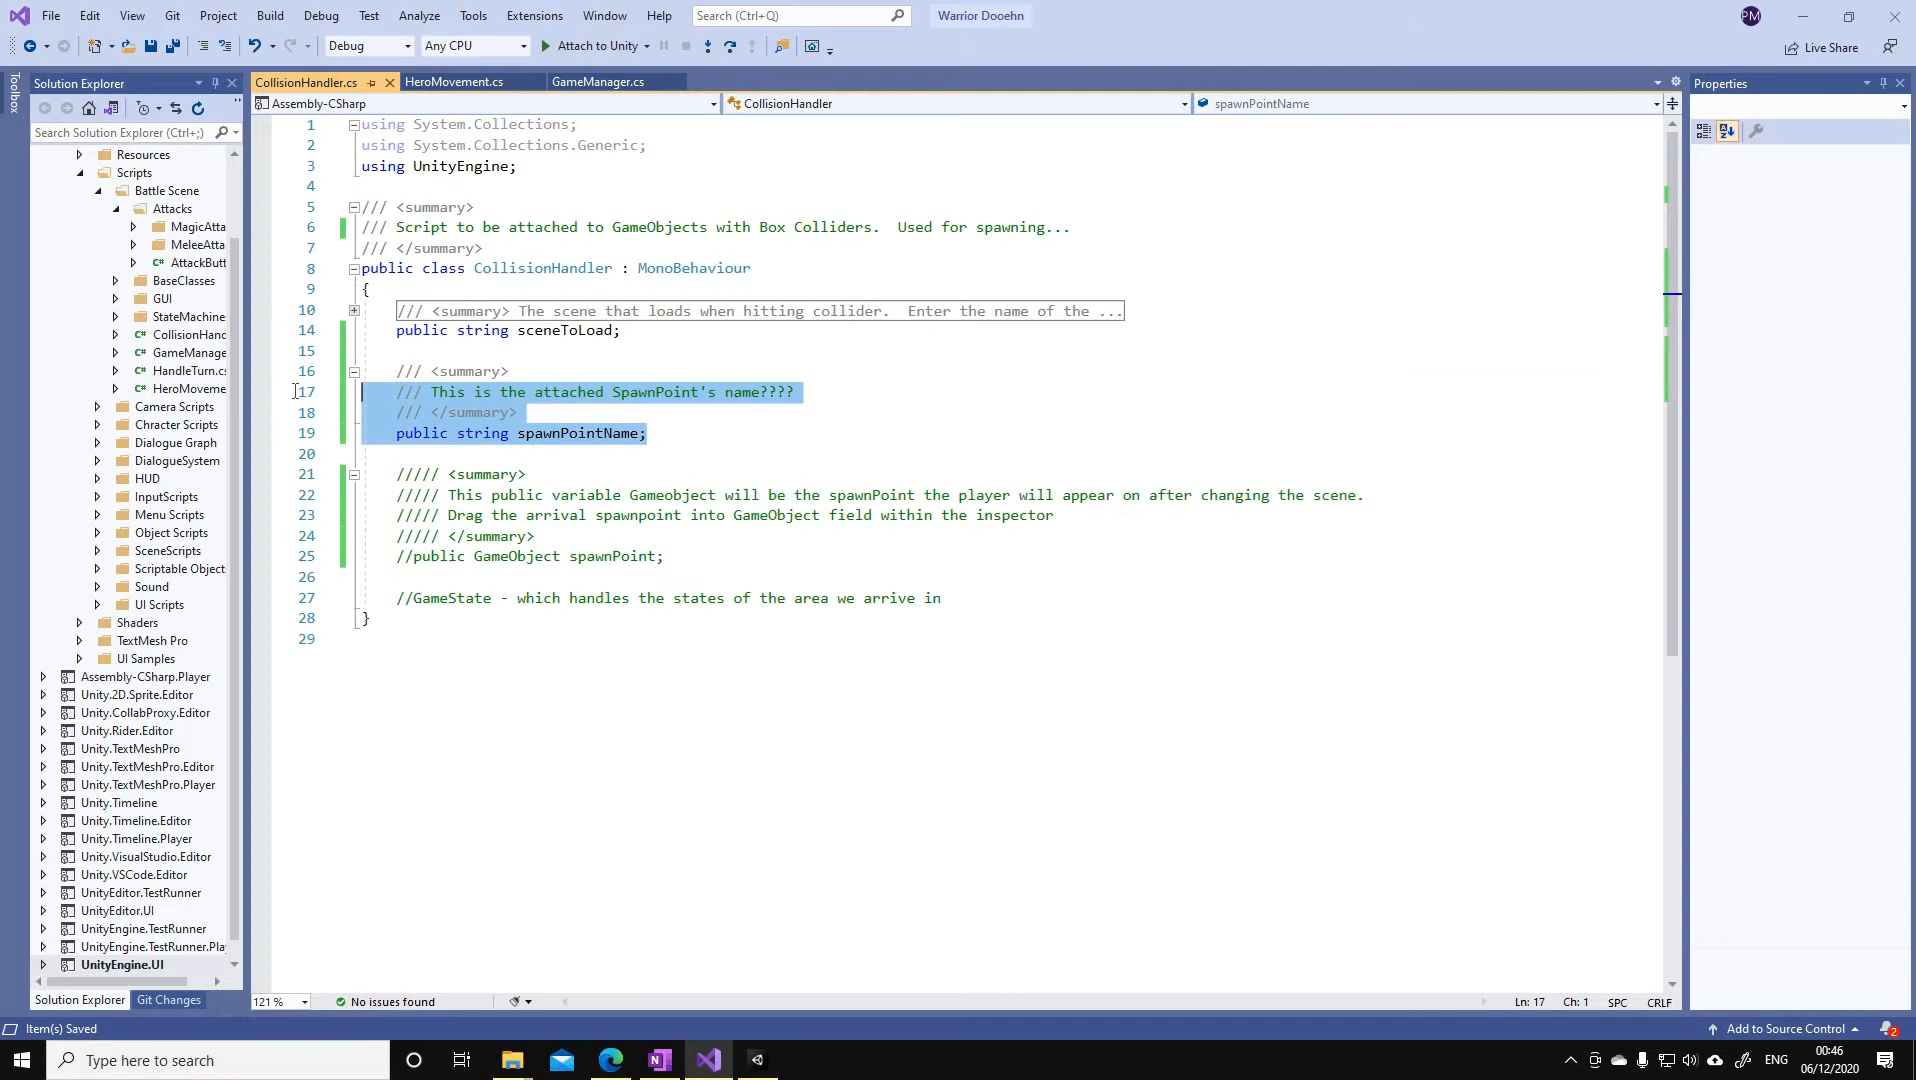 File Edit View Git Project Build Debug Test Analyze Tools Extensions Window Help Search (Ctrl+Q) Warrior Dooehn PM
Debug Any CPU Attach to Unity Live Share
Toolbox
Solution Explorer
Search Solution Explorer (Ctrl+;)
Resources
Scripts
Battle Scene
Attacks
MagicAtta
MeleeAtta
C# AttackButt
BaseClasses
GUI
StateMachine
C# CollisionHand
C# GameManage
C# HandleTurn.cs
C# HeroMoveme
Camera Scripts
Chracter Scripts
Dialogue Graph
DialogueSystem
HUD
InputScripts
Menu Scripts
Object Scripts
SceneScripts
Scriptable Object
Sound
UI Scripts
Shaders
TextMesh Pro
UI Samples
Assembly-CSharp.Player
Unity.2D.Sprite.Editor
Unity.CollabProxy.Editor
Unity.Rider.Editor
Unity.TextMeshPro
Unity.TextMeshPro.Editor
Unity.TextMeshPro.Player
Unity.Timeline
Unity.Timeline.Editor
Unity.Timeline.Player
Unity.VisualStudio.Editor
Unity.VSCode.Editor
UnityEditor.TestRunner
UnityEditor.UI
UnityEngine.TestRunner
UnityEngine.TestRunner.Pla
UnityEngine.UI
Solution Explorer Git Changes
CollisionHandler.cs HeroMovement.cs GameManager.cs
Assembly-CSharp CollisionHandler spawnPointName
1 using System.Collections;
2 using System.Collections.Generic;
3 using UnityEngine;
4
5 /// <summary>
6 /// Script to be attached to GameObjects with Box Colliders.  Used for spawning...
7 /// </summary>
8 public class CollisionHandler : MonoBehaviour
9 {
10 /// <summary> The scene that loads when hitting collider.  Enter the name of the ...
14 public string sceneToLoad;
15
16 /// <summary>
17 /// This is the attached SpawnPoint's name????
18 /// </summary>
19 public string spawnPointName;
20
21 ///// <summary>
22 ///// This public variable Gameobject will be the spawnPoint the player will appear on after changing the scene.
23 ///// Drag the arrival spawnpoint into GameObject field within the inspector
24 ///// </summary>
25 //public GameObject spawnPoint;
26
27 //GameState - which handles the states of the area we arrive in
28 }
29
121 % No issues found Ln: 17 Ch: 1 SPC CRLF
Properties
Item(s) Saved Add to Source Control 2
Type here to search ENG 00:46
06/12/2020